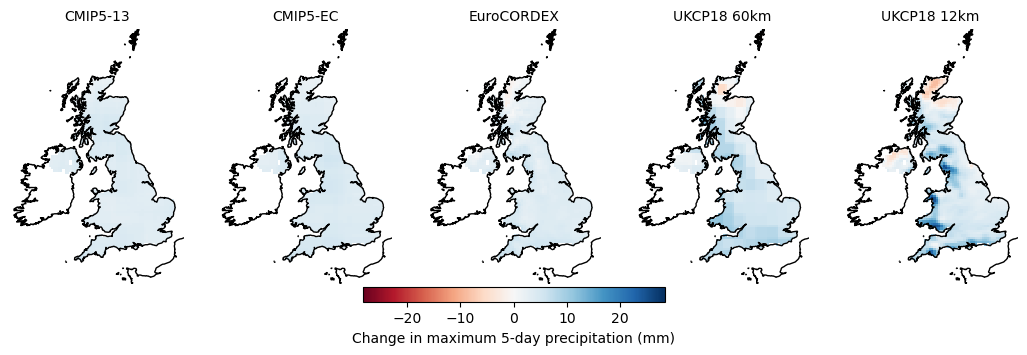 CMIP5-13 CMIP5-EC EuroCORDEX UKCP18 60km UKCP18 12km
−20 −10 0 10 20
Change in maximum 5-day precipitation (mm)